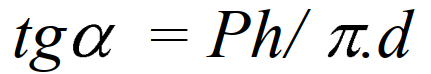 tgα = Ph/ π.d